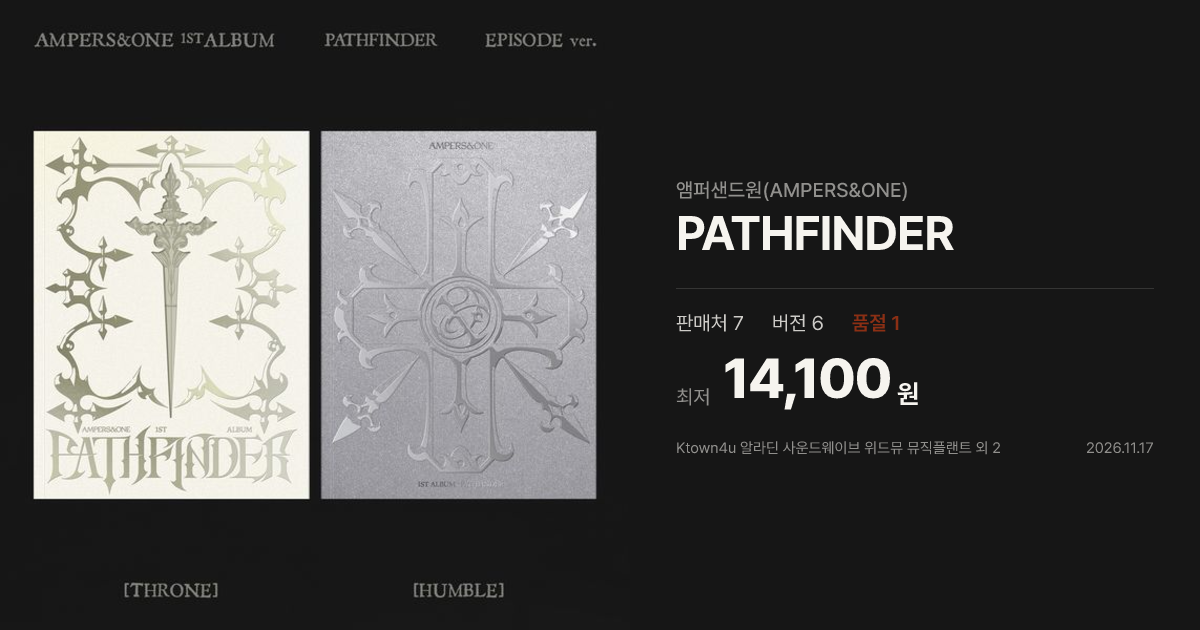 AMPERS&ONE 1ST ALBUM PATHFINDER EPISODE ver.
AMPERS&ONE 1ST ALBUM
PATHFINDER
AMPERS&ONE
1ST ALBUM
[THRONE]
[HUMBLE]
앰퍼샌드원(AMPERS&ONE)
PATHFINDER
판매처 7 버전 6 품절 1
최저 14,100 원
Ktown4u 알라딘 사운드웨이브 위드뮤 뮤직플랜트 외 2 2026.11.17